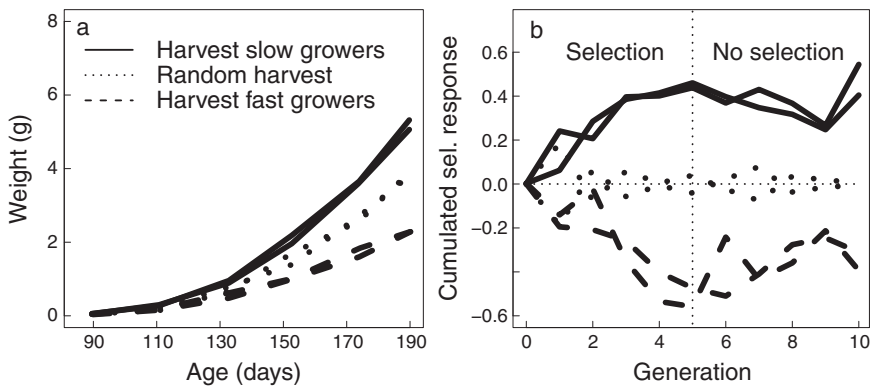 a
Harvest slow growers
Random harvest
Harvest fast growers
Weight (g)
8
6
4
2
0
90 110 130 150 170 190
Age (days)
b
Selection No selection
Cumulated sel. response
0.6
0.4
0.2
0.0
−0.2
−0.6
0 2 4 6 8 10
Generation